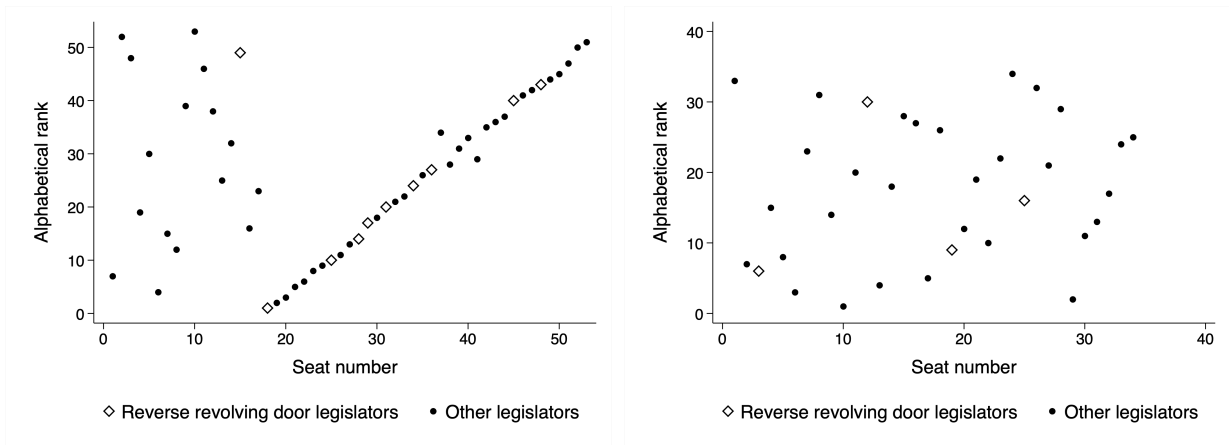 50
40
30
20
10
0
Alphabetical rank
0 10 20 30 40 50
Seat number
Reverse revolving door legislators Other legislators
40
30
20
10
0
Alphabetical rank
0 10 20 30 40
Seat number
Reverse revolving door legislators Other legislators